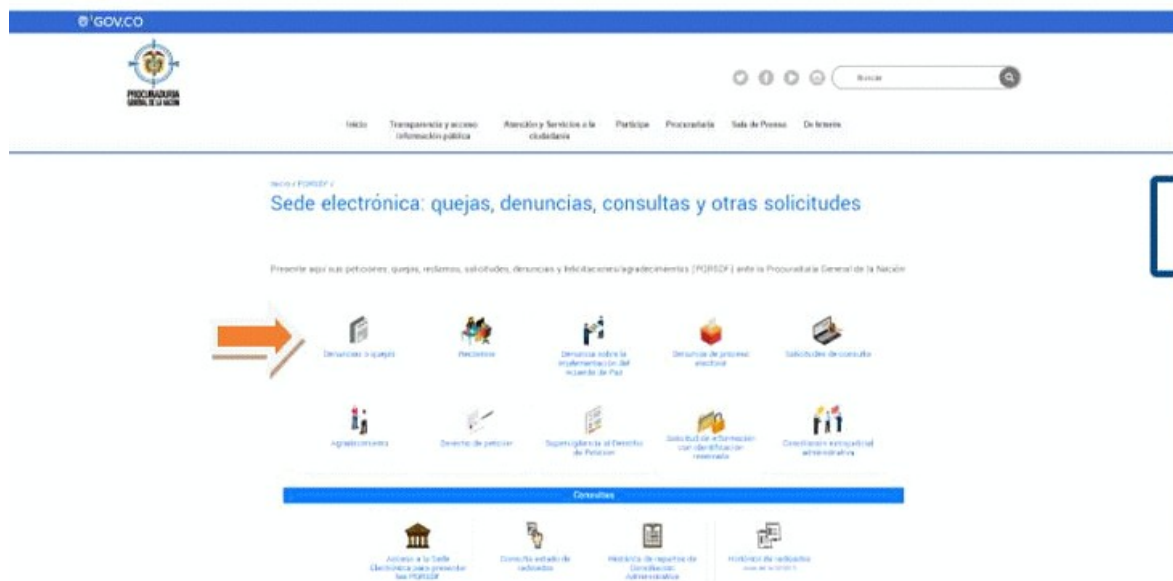 GOV.CO
PROCURADURIA
GENERAL DE LA NACION
Buscar
Inicio
Transparencia y acceso
información pública
Atención y Servicios a la
ciudadanía
Participa
Procuraduría
Sala de Prensa
De Interés
Inicio / PQRSDF /
Sede electrónica: quejas, denuncias, consultas y otras solicitudes
Presente aquí sus peticiones, quejas, reclamos, solicitudes, denuncias y felicitaciones/agradecimientos (PQRSDF) ante la Procuraduría General de la Nación
Denuncias o quejas
Reclamos
Denuncia sobre la
implementación del
Acuerdo de Paz
Denuncia de proceso
electoral
Solicitudes de consulta
Agradecimiento
Derecho de petición
Supervigilancia al Derecho
de Petición
Solicitud de información
con identificación
reservada
Conciliación extrajudicial
administrativa
Consultas
Acceso a la Sede
Electrónica para presentar
las PQRSDF
Consulta estado de
radicados
Histórico de repartos de
Conciliación
Administrativa
Histórico de radicados